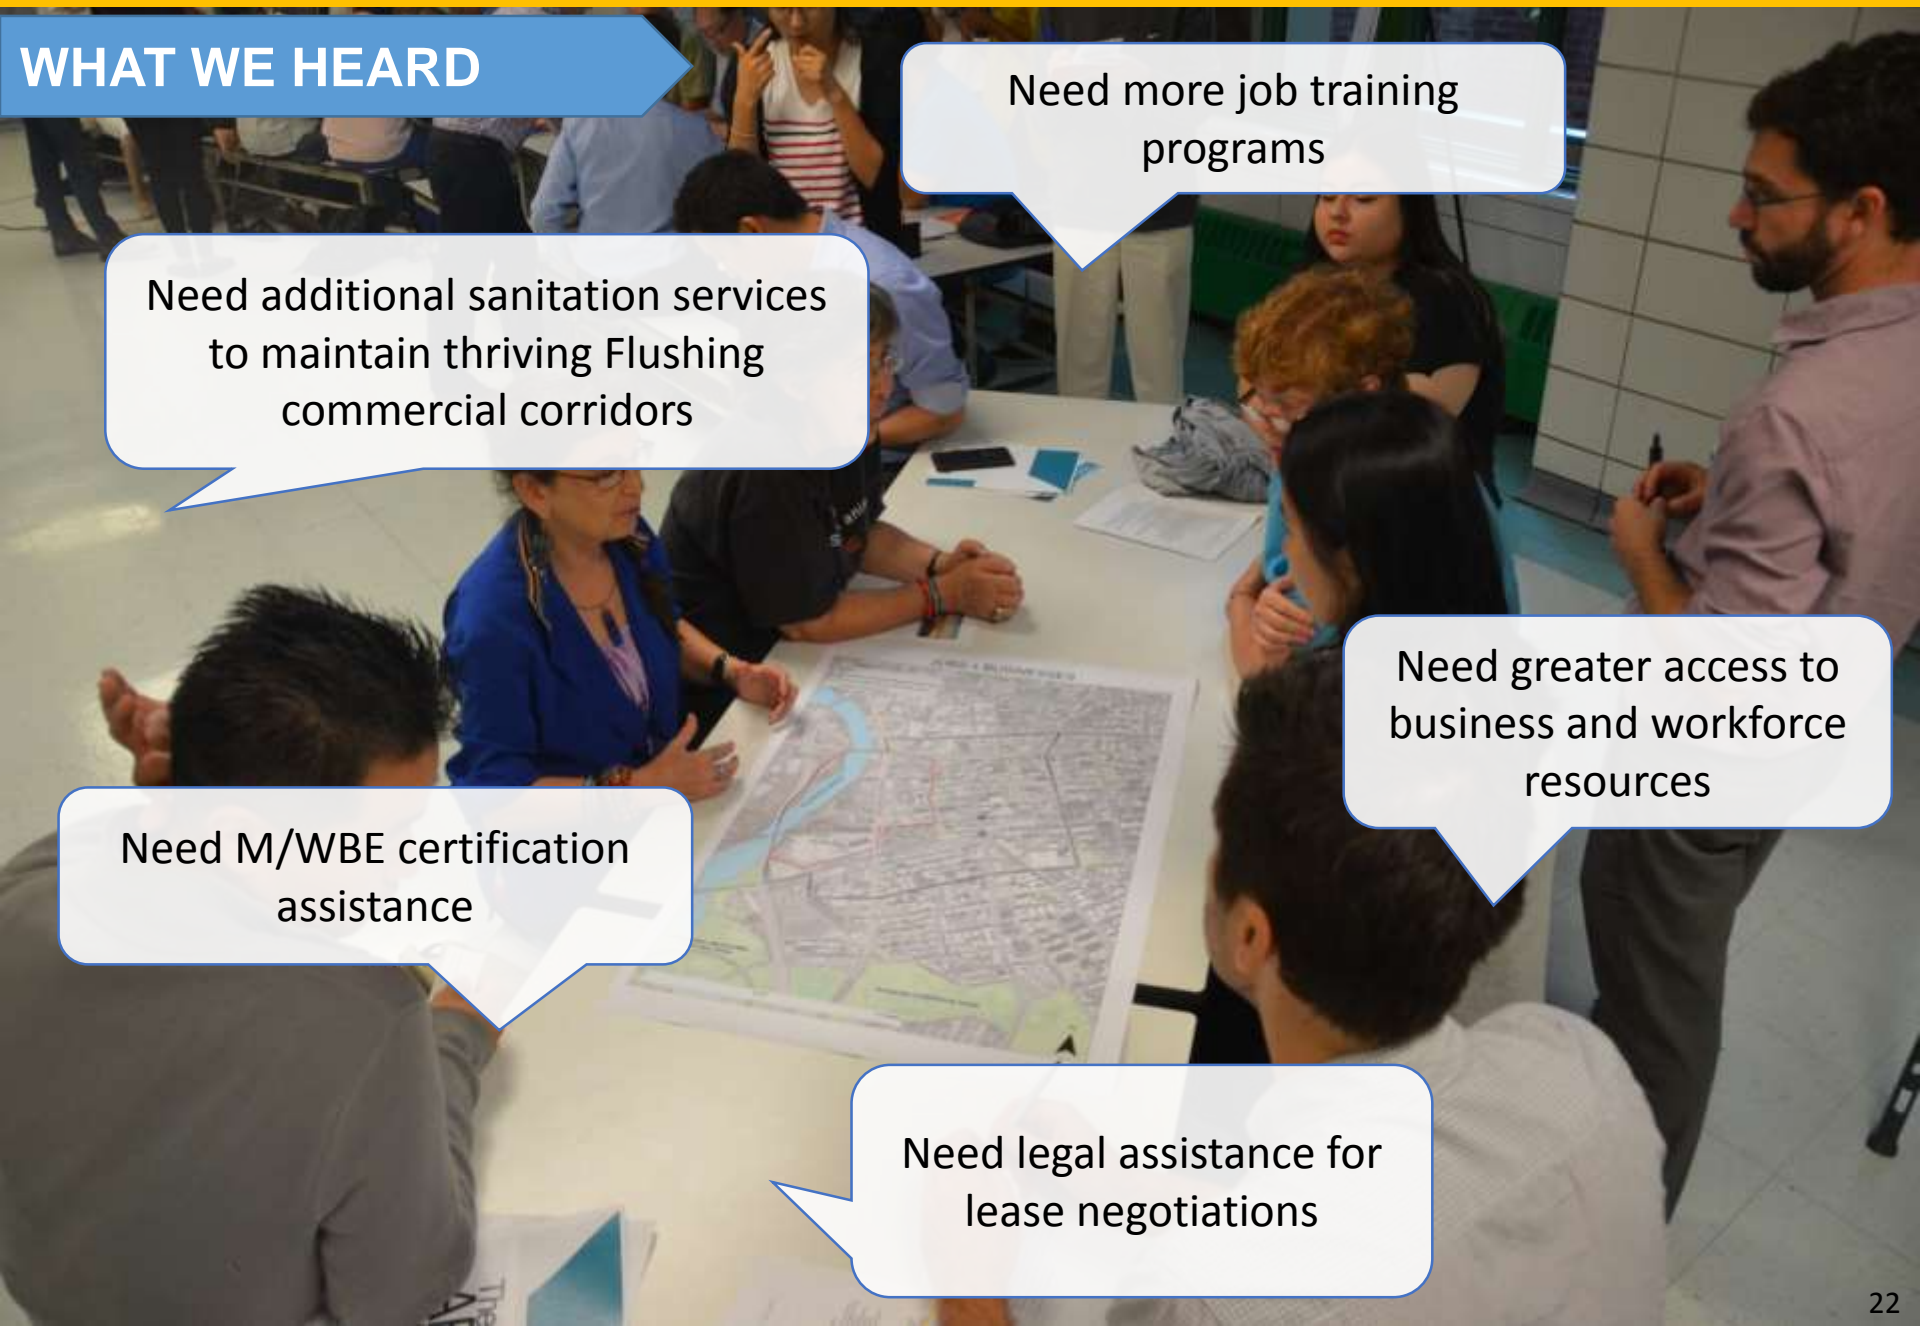 WHAT WE HEARD
Need more job training
programs
Need additional sanitation services
to maintain thriving Flushing
commercial corridors
Need greater access to
business and workforce
resources
Need M/WBE certification
assistance
Need legal assistance for
lease negotiations
22